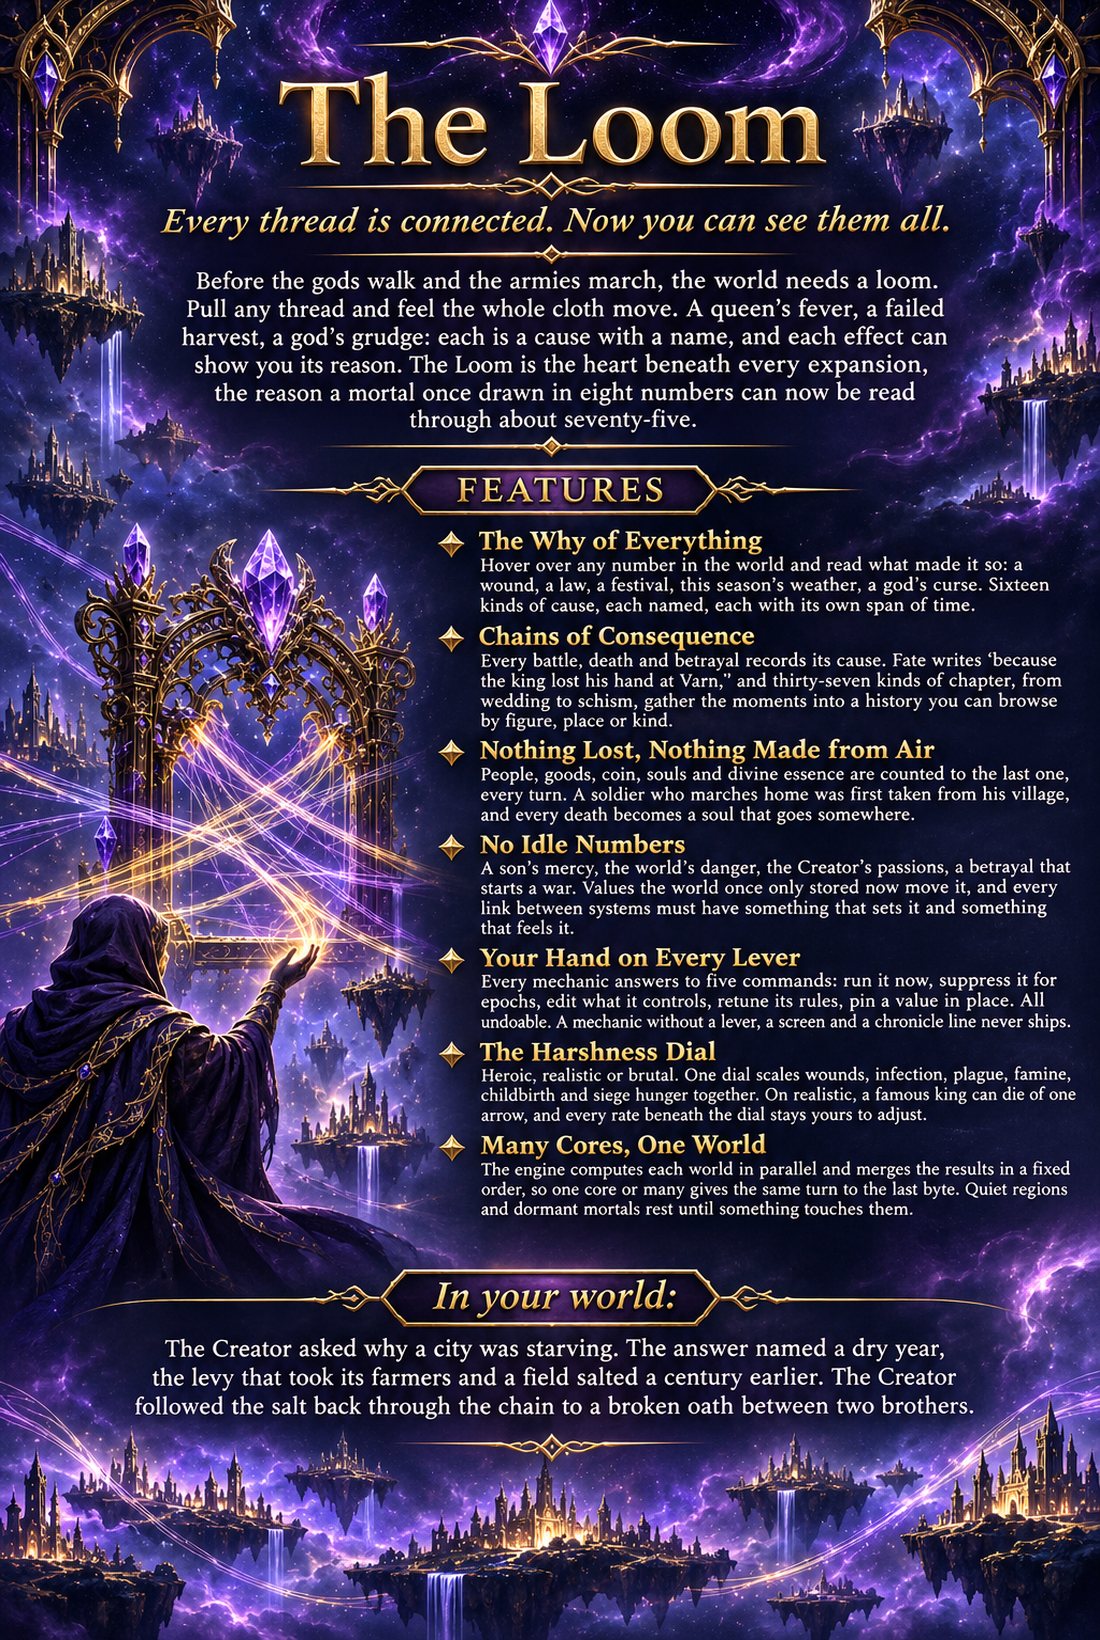 The Loom
Every thread is connected. Now you can see them all.
Before the gods walk and the armies march, the world needs a loom.
Pull any thread and feel the whole cloth move. A queen's fever, a failed
harvest, a god's grudge: each is a cause with a name, and each effect can
show you its reason. The Loom is the heart beneath every expansion,
the reason a mortal once drawn in eight numbers can now be read
through about seventy-five.
FEATURES
The Why of Everything
Hover over any number in the world and read what made it so: a
wound, a law, a festival, this season's weather, a god's curse. Sixteen
kinds of cause, each named, each with its own span of time.
Chains of Consequence
Every battle, death and betrayal records its cause. Fate writes ‘because
the king lost his hand at Varn,” and thirty-seven kinds of chapter, from
wedding to schism, gather the moments into a history you can browse
by figure, place or kind.
Nothing Lost, Nothing Made from Air
People, goods, coin, souls and divine essence are counted to the last one,
every turn. A soldier who marches home was first taken from his village,
and every death becomes a soul that goes somewhere.
No Idle Numbers
A son's mercy, the world's danger, the Creator's passions, a betrayal that
starts a war. Values the world once only stored now move it, and every
link between systems must have something that sets it and something
that feels it.
Your Hand on Every Lever
Every mechanic answers to five commands: run it now, suppress it for
epochs, edit what it controls, retune its rules, pin a value in place. All
undoable. A mechanic without a lever, a screen and a chronicle line never ships.
The Harshness Dial
Heroic, realistic or brutal. One dial scales wounds, infection, plague, famine,
childbirth and siege hunger together. On realistic, a famous king can die of one
arrow, and every rate beneath the dial stays yours to adjust.
Many Cores, One World
The engine computes each world in parallel and merges the results in a fixed
order, so one core or many gives the same turn to the last byte. Quiet regions
and dormant mortals rest until something touches them.
In your world:
The Creator asked why a city was starving. The answer named a dry year,
the levy that took its farmers and a field salted a century earlier. The Creator
followed the salt back through the chain to a broken oath between two brothers.